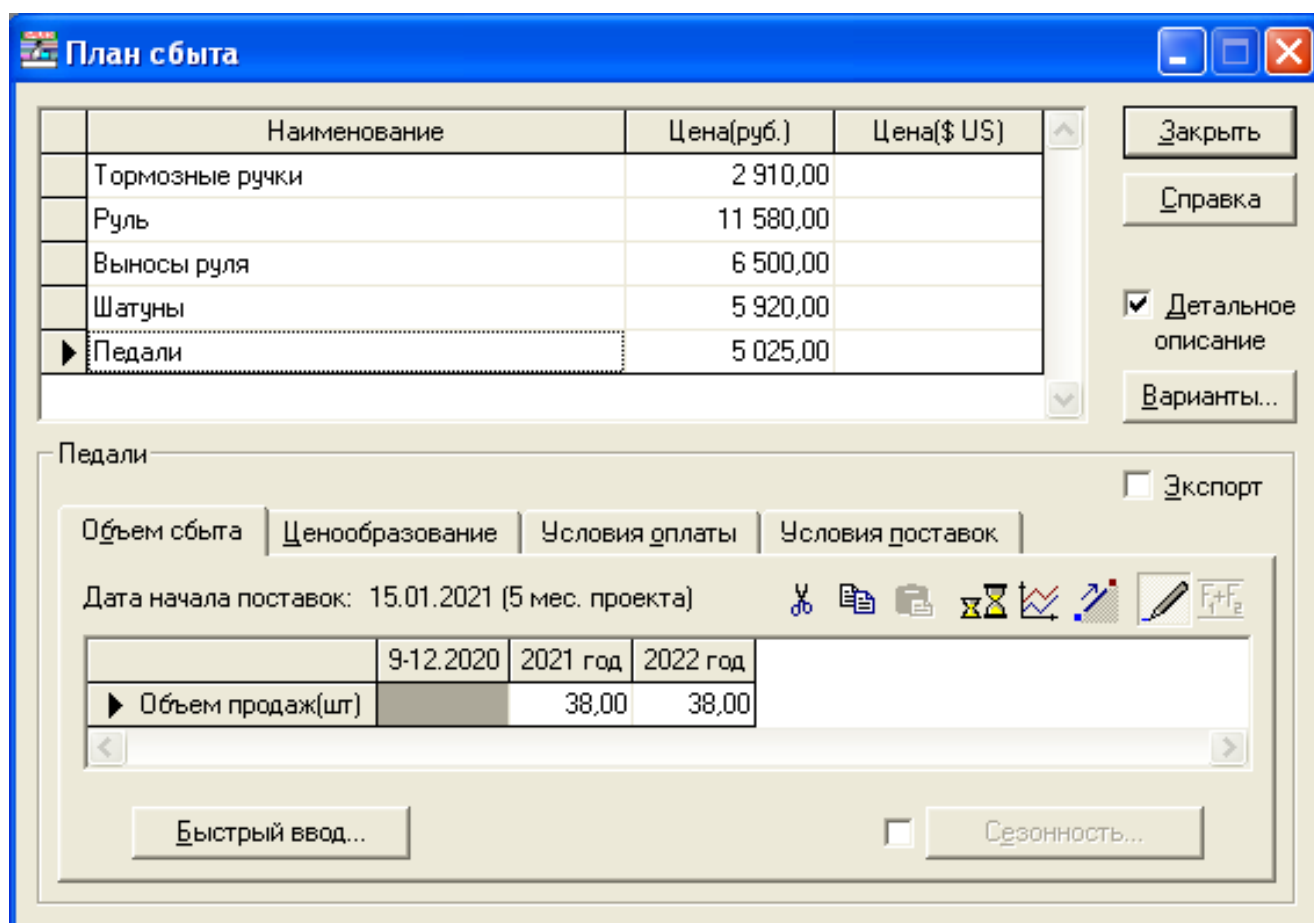 План сбыта
Наименование Цена(руб.) Цена($ US)
Тормозные ручки 2 910,00
Руль 11 580,00
Выносы руля 6 500,00
Шатуны 5 920,00
Педали 5 025,00
Закрыть
Справка
Детальное
описание
Варианты...
Педали
Экспорт
Объем сбыта Ценообразование Условия оплаты Условия поставок
Дата начала поставок: 15.01.2021 (5 мес. проекта)
F1+F2
9-12.2020 2021 год 2022 год
Объем продаж(шт) 38,00 38,00
Быстрый ввод...
Сезонность...